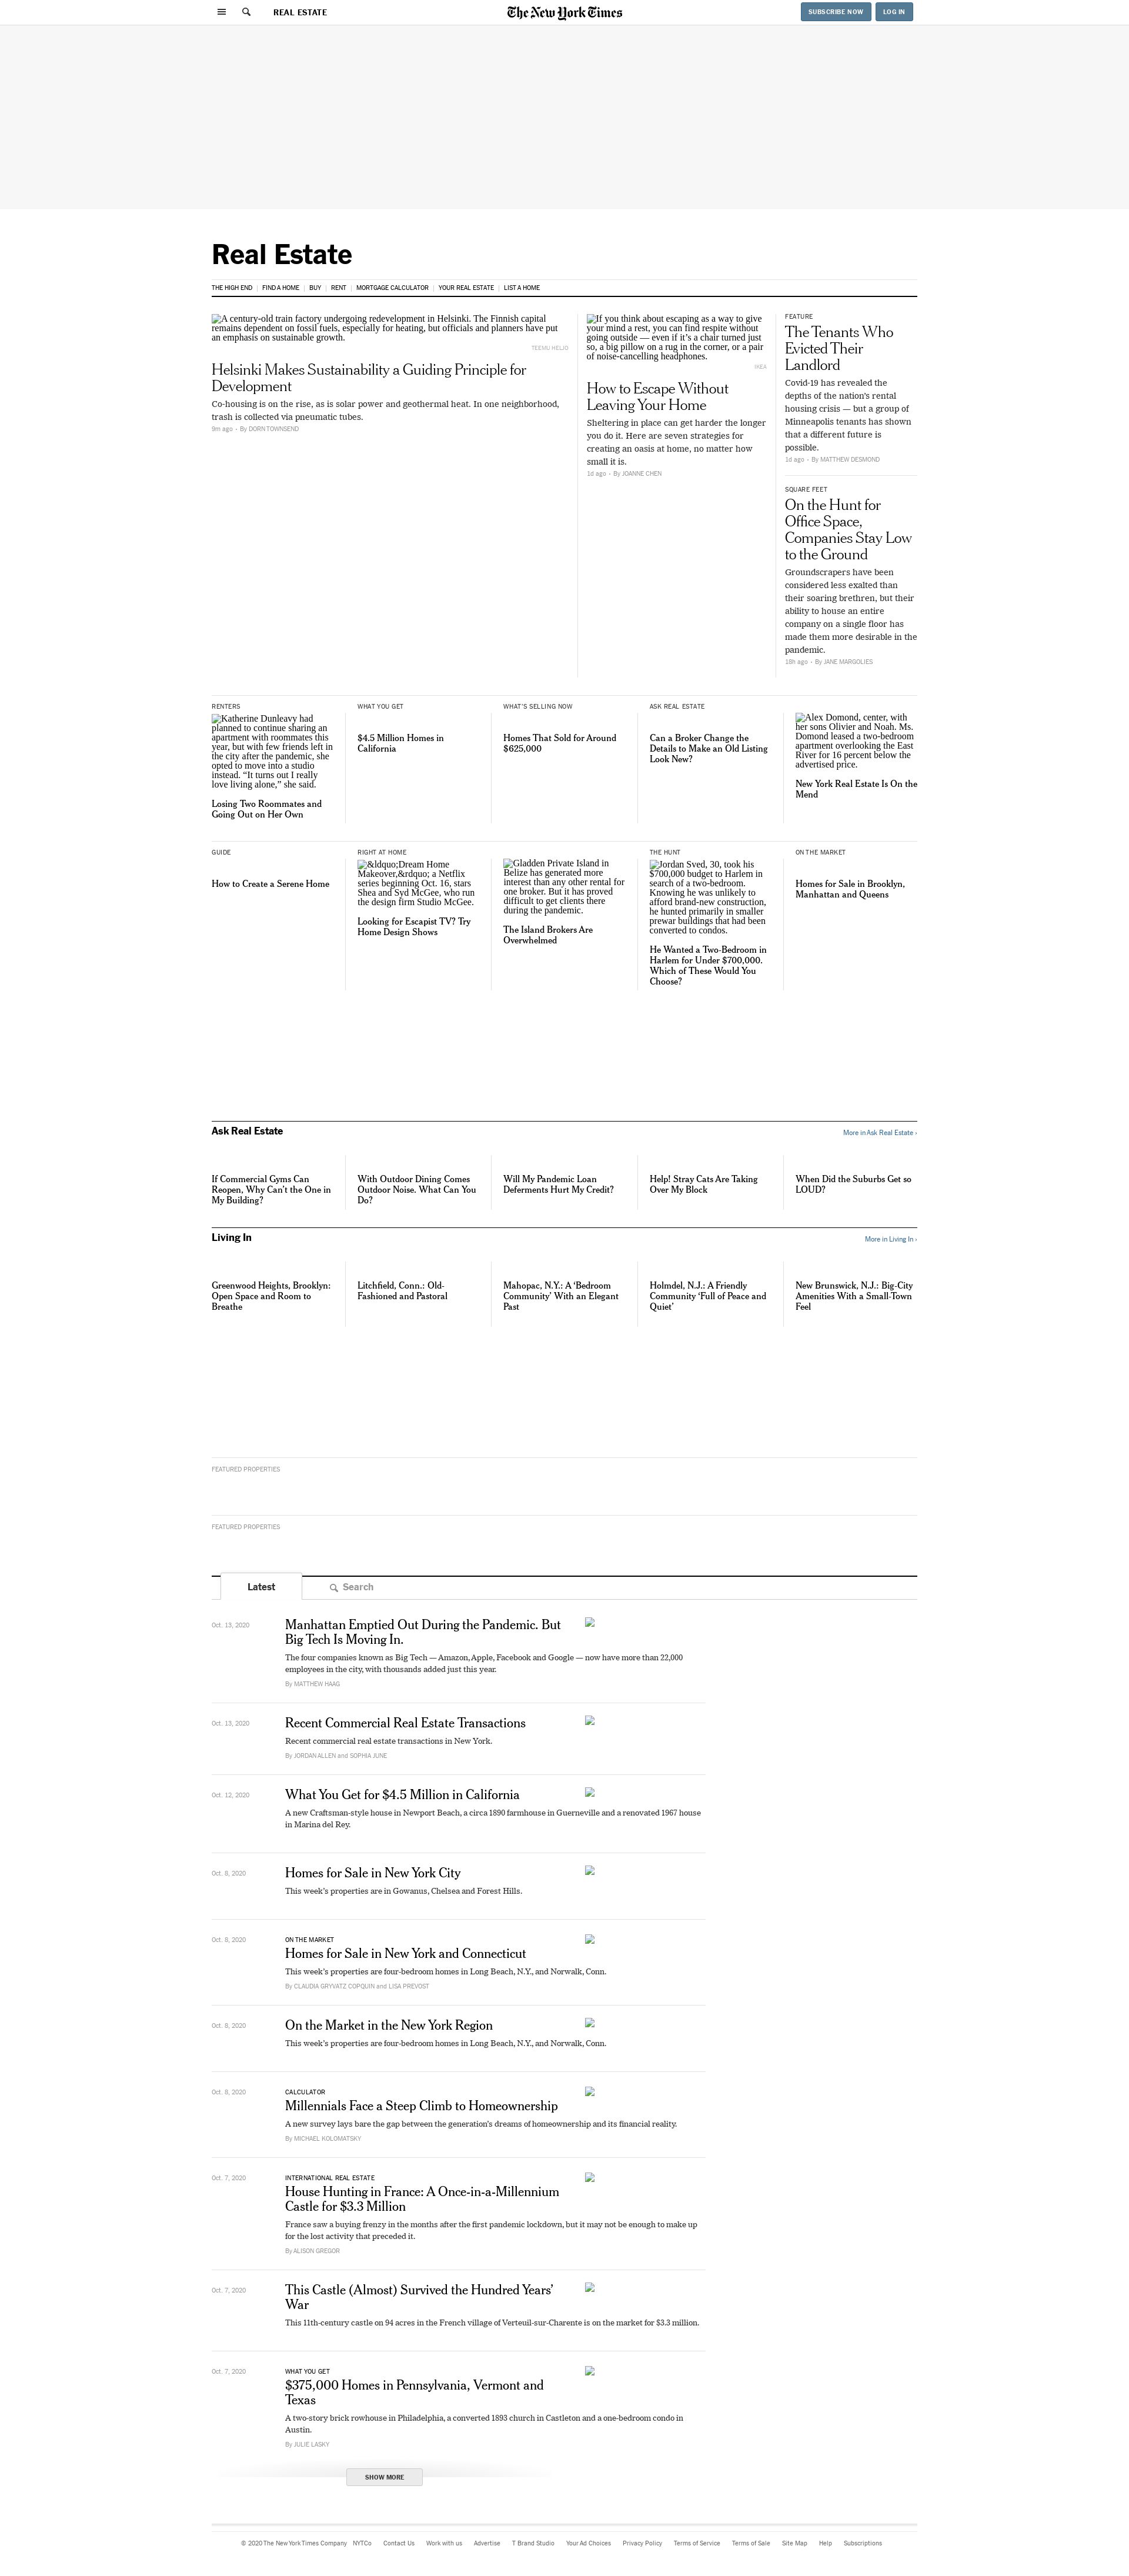 REAL ESTATE
The New York Times
SUBSCRIBE NOW
LOG IN
Real Estate
THE HIGH END
FIND A HOME
BUY
RENT
MORTGAGE CALCULATOR
YOUR REAL ESTATE
LIST A HOME
A century-old train factory undergoing redevelopment in Helsinki. The Finnish capital
remains dependent on fossil fuels, especially for heating, but officials and planners have put
an emphasis on sustainable growth.
TEEMU HELIO
Helsinki Makes Sustainability a Guiding Principle for
Development
Co-housing is on the rise, as is solar power and geothermal heat. In one neighborhood,
trash is collected via pneumatic tubes.
9m ago • By DORN TOWNSEND
If you think about escaping as a way to give
your mind a rest, you can find respite without
going outside — even if it's a chair turned just
so, a big pillow on a rug in the corner, or a pair
of noise-cancelling headphones.
IKEA
How to Escape Without
Leaving Your Home
Sheltering in place can get harder the longer
you do it. Here are seven strategies for
creating an oasis at home, no matter how
small it is.
1d ago • By JOANNE CHEN
FEATURE
The Tenants Who
Evicted Their
Landlord
Covid-19 has revealed the
depths of the nation's rental
housing crisis — but a group of
Minneapolis tenants has shown
that a different future is
possible.
1d ago • By MATTHEW DESMOND
SQUARE FEET
On the Hunt for
Office Space,
Companies Stay Low
to the Ground
Groundscrapers have been
considered less exalted than
their soaring brethren, but their
ability to house an entire
company on a single floor has
made them more desirable in the
pandemic.
18h ago • By JANE MARGOLIES
RENTERS
Katherine Dunleavy had
planned to continue sharing an
apartment with roommates this
year, but with few friends left in
the city after the pandemic, she
opted to move into a studio
instead. "It turns out I really
love living alone," she said.
Losing Two Roommates and
Going Out on Her Own
WHAT YOU GET
$4.5 Million Homes in
California
WHAT'S SELLING NOW
Homes That Sold for Around
$625,000
ASK REAL ESTATE
Can a Broker Change the
Details to Make an Old Listing
Look New?
Alex Domond, center, with
her sons Olivier and Noah. Ms.
Domond leased a two-bedroom
apartment overlooking the East
River for 16 percent below the
advertised price.
New York Real Estate Is On the
Mend
GUIDE
How to Create a Serene Home
RIGHT AT HOME
&ldquo;Dream Home
Makeover,&rdquo; a Netflix
series beginning Oct. 16, stars
Shea and Syd McGee, who run
the design firm Studio McGee.
Looking for Escapist TV? Try
Home Design Shows
Gladden Private Island in
Belize has generated more
interest than any other rental for
one broker. But it has proved
difficult to get clients there
during the pandemic.
The Island Brokers Are
Overwhelmed
THE HUNT
Jordan Sved, 30, took his
$700,000 budget to Harlem in
search of a two-bedroom.
Knowing he was unlikely to
afford brand-new construction,
he hunted primarily in smaller
prewar buildings that had been
converted to condos.
He Wanted a Two-Bedroom in
Harlem for Under $700,000.
Which of These Would You
Choose?
ON THE MARKET
Homes for Sale in Brooklyn,
Manhattan and Queens
Ask Real Estate
More in Ask Real Estate ›
If Commercial Gyms Can
Reopen, Why Can't the One in
My Building?
With Outdoor Dining Comes
Outdoor Noise. What Can You
Do?
Will My Pandemic Loan
Deferments Hurt My Credit?
Help! Stray Cats Are Taking
Over My Block
When Did the Suburbs Get so
LOUD?
Living In
More in Living In ›
Greenwood Heights, Brooklyn:
Open Space and Room to
Breathe
Litchfield, Conn.: Old-
Fashioned and Pastoral
Mahopac, N.Y.: A 'Bedroom
Community' With an Elegant
Past
Holmdel, N.J.: A Friendly
Community 'Full of Peace and
Quiet'
New Brunswick, N.J.: Big-City
Amenities With a Small-Town
Feel
FEATURED PROPERTIES
FEATURED PROPERTIES
Latest
Search
Oct. 13, 2020
Manhattan Emptied Out During the Pandemic. But
Big Tech Is Moving In.
The four companies known as Big Tech — Amazon, Apple, Facebook and Google — now have more than 22,000
employees in the city, with thousands added just this year.
By MATTHEW HAAG
Oct. 13, 2020
Recent Commercial Real Estate Transactions
Recent commercial real estate transactions in New York.
By JORDAN ALLEN and SOPHIA JUNE
Oct. 12, 2020
What You Get for $4.5 Million in California
A new Craftsman-style house in Newport Beach, a circa 1890 farmhouse in Guerneville and a renovated 1967 house
in Marina del Rey.
Oct. 8, 2020
Homes for Sale in New York City
This week's properties are in Gowanus, Chelsea and Forest Hills.
Oct. 8, 2020
ON THE MARKET
Homes for Sale in New York and Connecticut
This week's properties are four-bedroom homes in Long Beach, N.Y., and Norwalk, Conn.
By CLAUDIA GRYVATZ COPQUIN and LISA PREVOST
Oct. 8, 2020
On the Market in the New York Region
This week's properties are four-bedroom homes in Long Beach, N.Y., and Norwalk, Conn.
Oct. 8, 2020
CALCULATOR
Millennials Face a Steep Climb to Homeownership
A new survey lays bare the gap between the generation's dreams of homeownership and its financial reality.
By MICHAEL KOLOMATSKY
Oct. 7, 2020
INTERNATIONAL REAL ESTATE
House Hunting in France: A Once-in-a-Millennium
Castle for $3.3 Million
France saw a buying frenzy in the months after the first pandemic lockdown, but it may not be enough to make up
for the lost activity that preceded it.
By ALISON GREGOR
Oct. 7, 2020
This Castle (Almost) Survived the Hundred Years'
War
This 11th-century castle on 94 acres in the French village of Verteuil-sur-Charente is on the market for $3.3 million.
Oct. 7, 2020
WHAT YOU GET
$375,000 Homes in Pennsylvania, Vermont and
Texas
A two-story brick rowhouse in Philadelphia, a converted 1893 church in Castleton and a one-bedroom condo in
Austin.
By JULIE LASKY
SHOW MORE
© 2020 The New York Times Company
NYTCo
Contact Us
Work with us
Advertise
T Brand Studio
Your Ad Choices
Privacy Policy
Terms of Service
Terms of Sale
Site Map
Help
Subscriptions